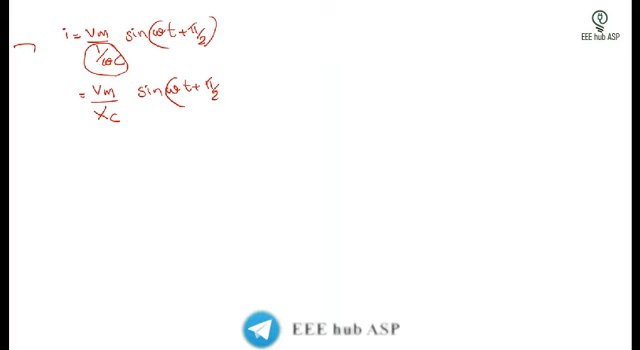 i = Vm/(1/ωC) sin(ωt + π/2)
= Vm/Xc sin(ωt + π/2
EEE hub ASP
EEE hub ASP